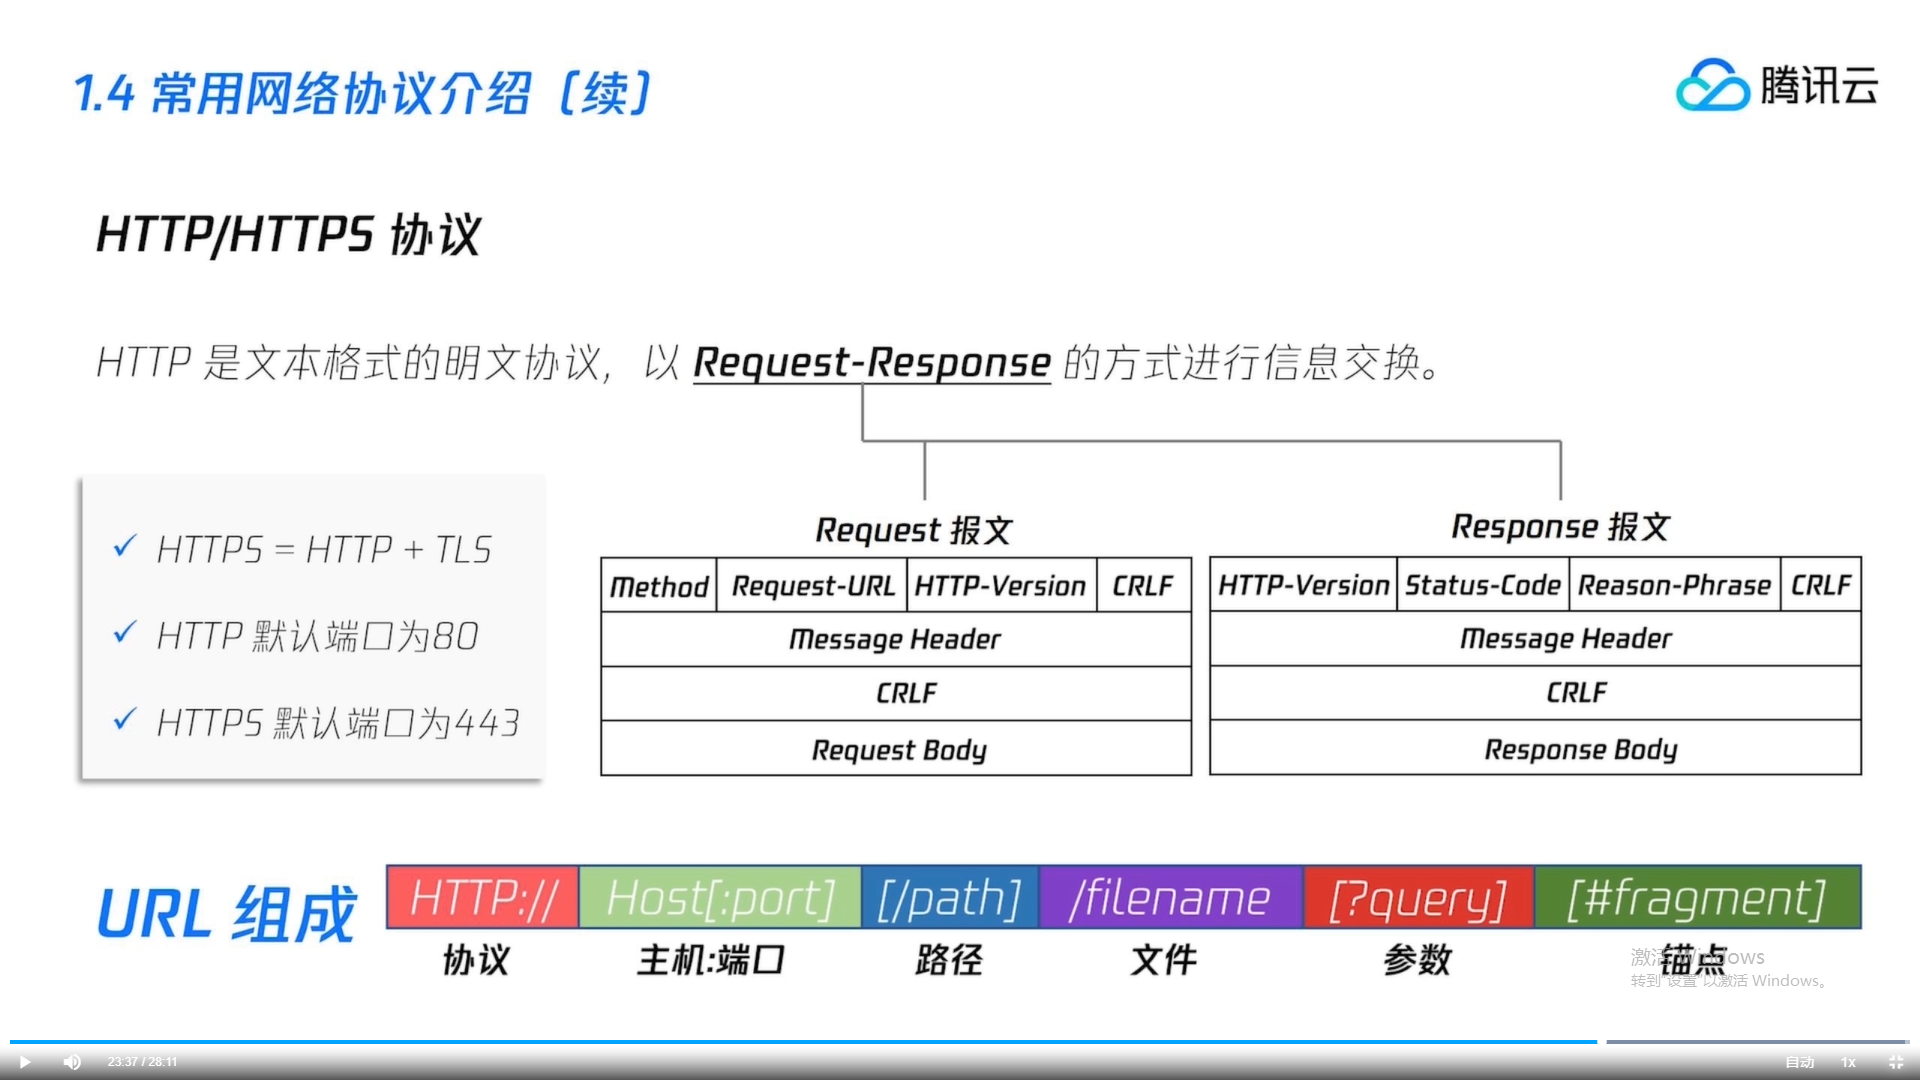 1.4 常用网络协议介绍（续）
腾讯云
HTTP/HTTPS 协议
HTTP 是文本格式的明文协议，以 Request-Response 的方式进行信息交换。
✓ HTTPS = HTTP + TLS
✓ HTTP 默认端口为80
✓ HTTPS 默认端口为443
Request 报文
Method Request-URL HTTP-Version CRLF
Message Header
CRLF
Request Body
Response 报文
HTTP-Version Status-Code Reason-Phrase CRLF
Message Header
CRLF
Response Body
URL 组成
HTTP:// Host[:port] [/path] /filename [?query] [#fragment]
协议 主机:端口 路径 文件 参数 锚点
激活 Windows
转到"设置"以激活 Windows。
23:37 / 28:11
自动 1x